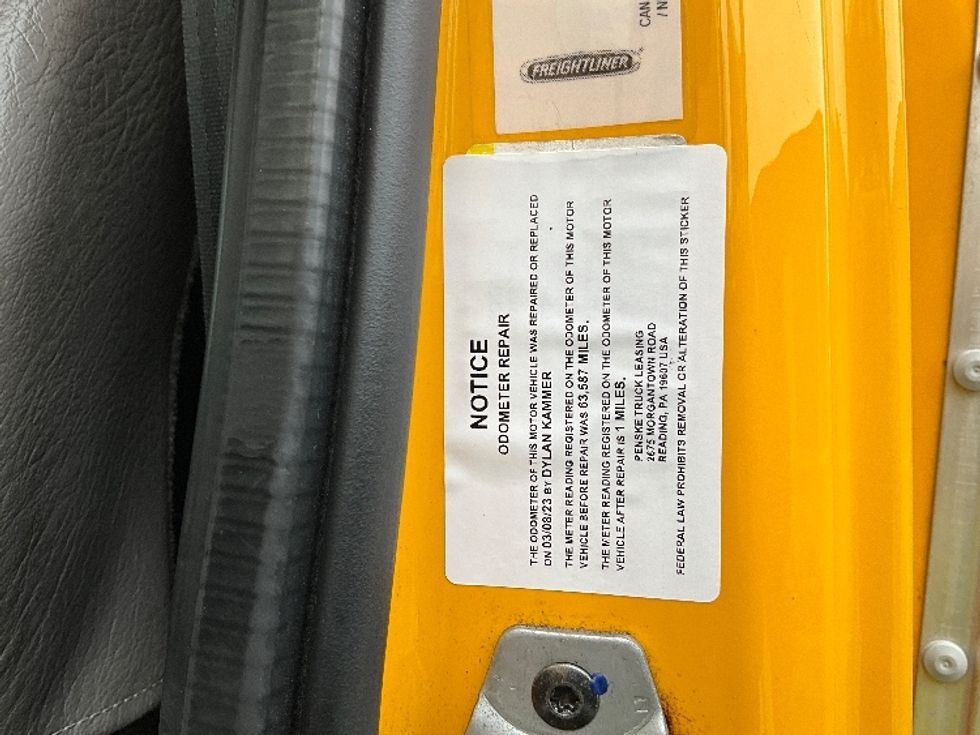 CAN
/ N
FREIGHTLINER
NOTICE
ODOMETER REPAIR
THE ODOMETER OF THIS MOTOR VEHICLE WAS REPAIRED OR REPLACED
ON 03/08/23 BY DYLAN KAMMER
THE METER READING REGISTERED ON THE ODOMETER OF THIS MOTOR
VEHICLE BEFORE REPAIR WAS 63,587 MILES.
THE METER READING REGISTERED ON THE ODOMETER OF THIS MOTOR
VEHICLE AFTER REPAIR IS 1 MILES.
PENSKE TRUCK LEASING
2675 MORGANTOWN ROAD
READING, PA 19607 USA
FEDERAL LAW PROHIBITS REMOVAL OR ALTERATION OF THIS STICKER